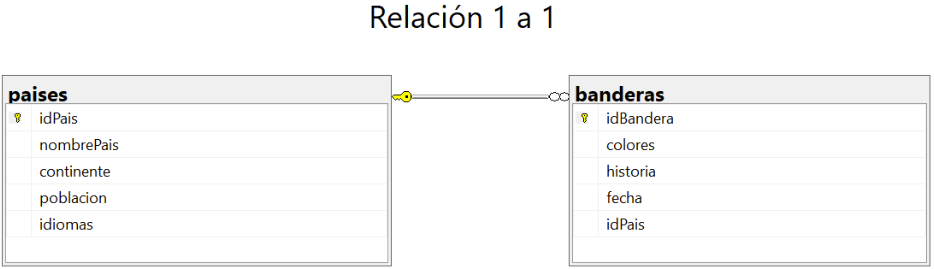 Relación 1 a 1
paises
idPais
nombrePais
continente
poblacion
idiomas
banderas
idBandera
colores
historia
fecha
idPais